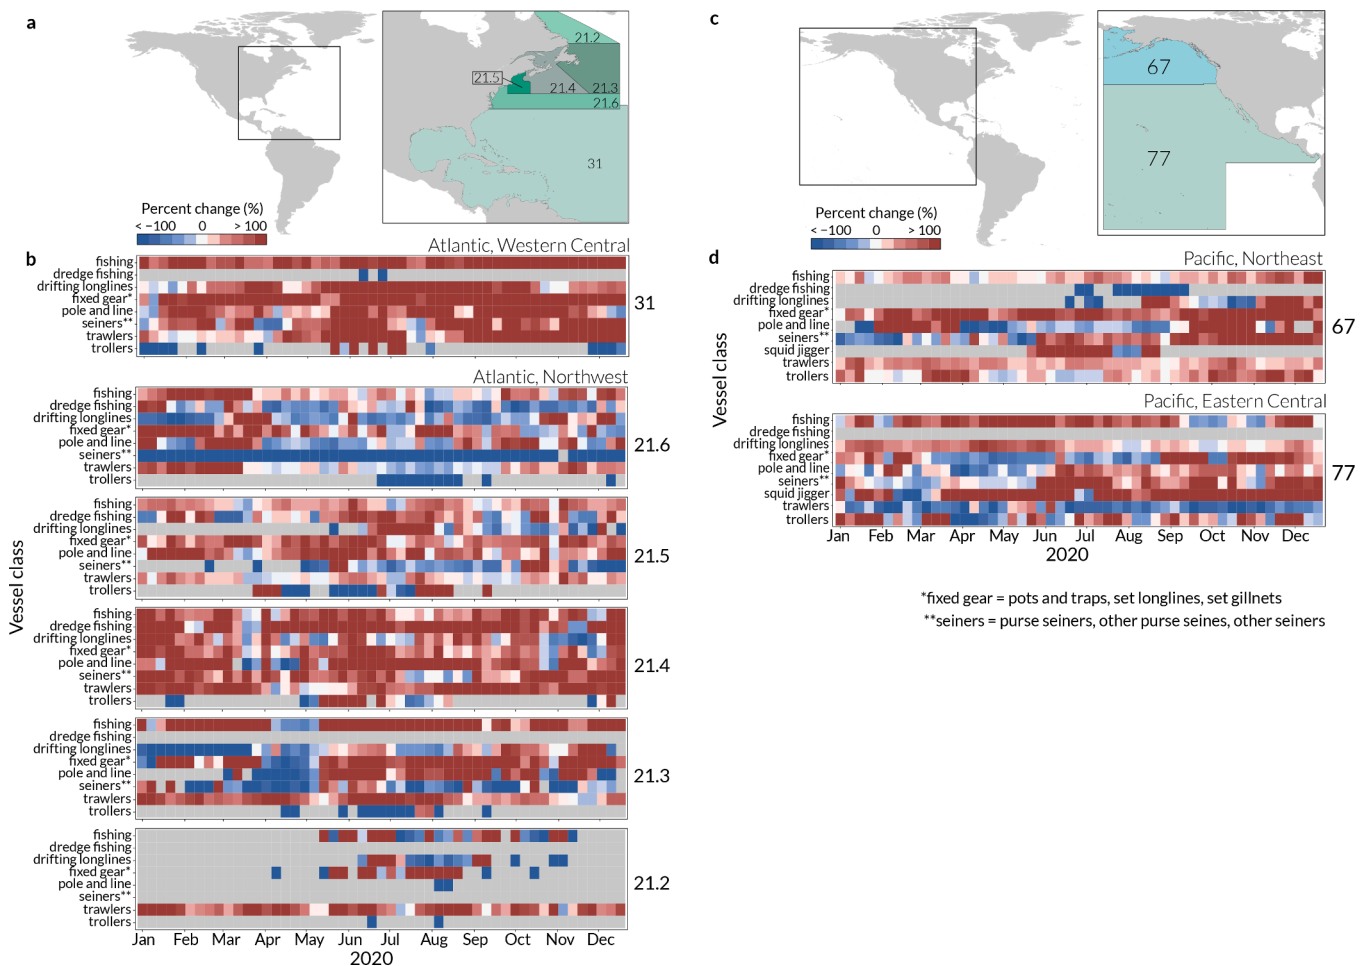 a
21.2
21.5
21.4
21.3
21.6
31
Percent change (%)
< −100 0 > 100
b
Atlantic, Western Central
fishing
dredge fishing
drifting longlines
fixed gear*
pole and line
seiners**
trawlers
trollers
31
Atlantic, Northwest
fishing
dredge fishing
drifting longlines
fixed gear*
pole and line
seiners**
trawlers
trollers
21.6
fishing
dredge fishing
drifting longlines
fixed gear*
pole and line
seiners**
trawlers
trollers
21.5
Vessel class
fishing
dredge fishing
drifting longlines
fixed gear*
pole and line
seiners**
trawlers
trollers
21.4
fishing
dredge fishing
drifting longlines
fixed gear*
pole and line
seiners**
trawlers
trollers
21.3
fishing
dredge fishing
drifting longlines
fixed gear*
pole and line
seiners**
trawlers
trollers
21.2
Jan Feb Mar Apr May Jun Jul Aug Sep Oct Nov Dec
2020
c
67
77
Percent change (%)
< −100 0 > 100
d
Pacific, Northeast
fishing
dredge fishing
drifting longlines
fixed gear*
pole and line
seiners**
squid jigger
trawlers
trollers
67
Vessel class
Pacific, Eastern Central
fishing
dredge fishing
drifting longlines
fixed gear*
pole and line
seiners**
squid jigger
trawlers
trollers
77
Jan Feb Mar Apr May Jun Jul Aug Sep Oct Nov Dec
2020
*fixed gear = pots and traps, set longlines, set gillnets
**seiners = purse seiners, other purse seines, other seiners